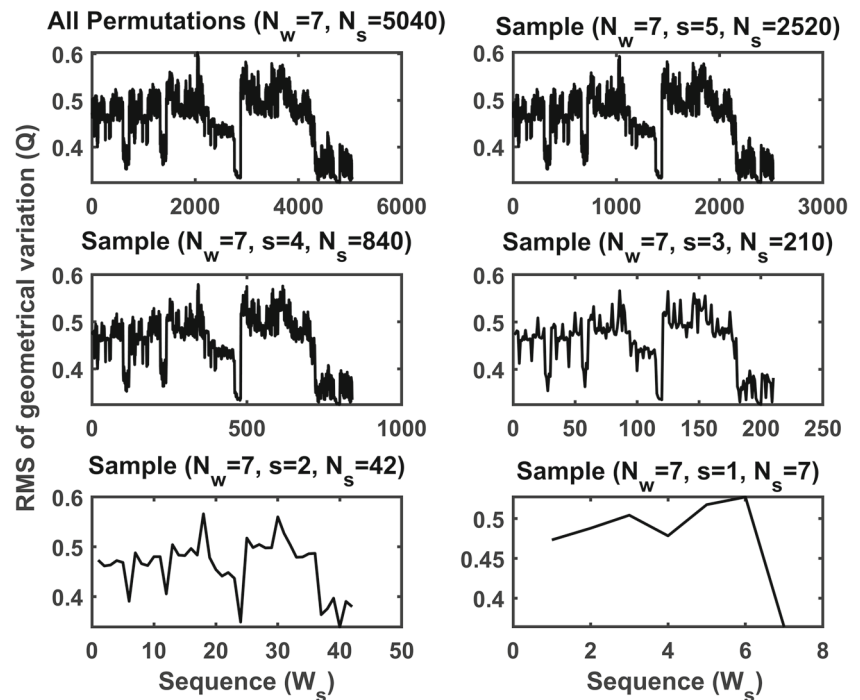 All Permutations (N_w=7, N_s=5040)
0.6
0.5
0.4
0 2000 4000 6000
Sample (N_w=7, s=5, N_s=2520)
0.6
0.5
0.4
0 1000 2000 3000
RMS of geometrical variation (Q)
Sample (N_w=7, s=4, N_s=840)
0.6
0.5
0.4
0 500 1000
Sample (N_w=7, s=3, N_s=210)
0.6
0.5
0.4
0 50 100 150 200 250
Sample (N_w=7, s=2, N_s=42)
0.6
0.5
0.4
0 10 20 30 40 50
Sequence (W_s)
Sample (N_w=7, s=1, N_s=7)
0.5
0.45
0.4
0 2 4 6 8
Sequence (W_s)